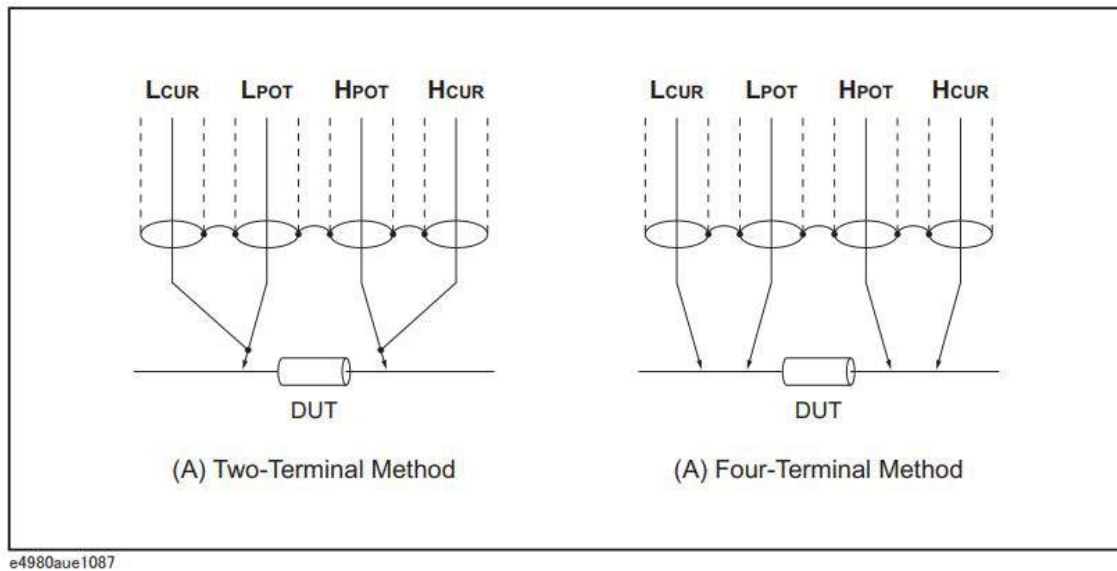 LCUR LPOT HPOT HCUR LCUR LPOT HPOT HCUR
DUT DUT
(A) Two-Terminal Method (A) Four-Terminal Method
e4980aue1087